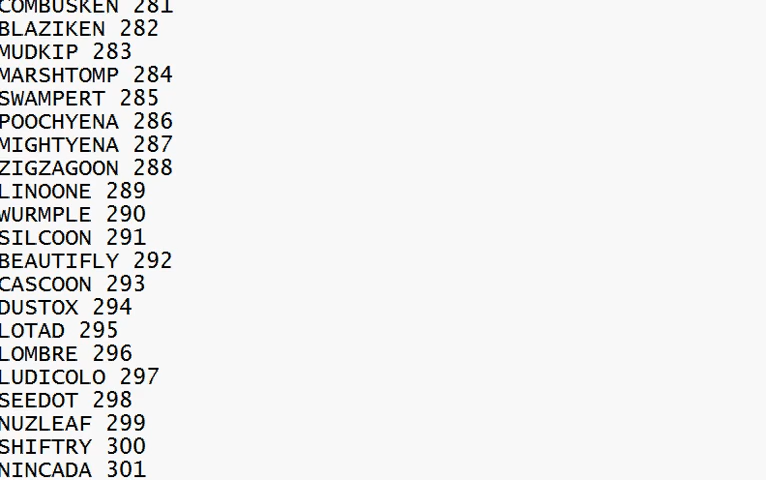 COMBUSKEN 281
BLAZIKEN 282
MUDKIP 283
MARSHTOMP 284
SWAMPERT 285
POOCHYENA 286
MIGHTYENA 287
ZIGZAGOON 288
LINOONE 289
WURMPLE 290
SILCOON 291
BEAUTIFLY 292
CASCOON 293
DUSTOX 294
LOTAD 295
LOMBRE 296
LUDICOLO 297
SEEDOT 298
NUZLEAF 299
SHIFTRY 300
NINCADA 301